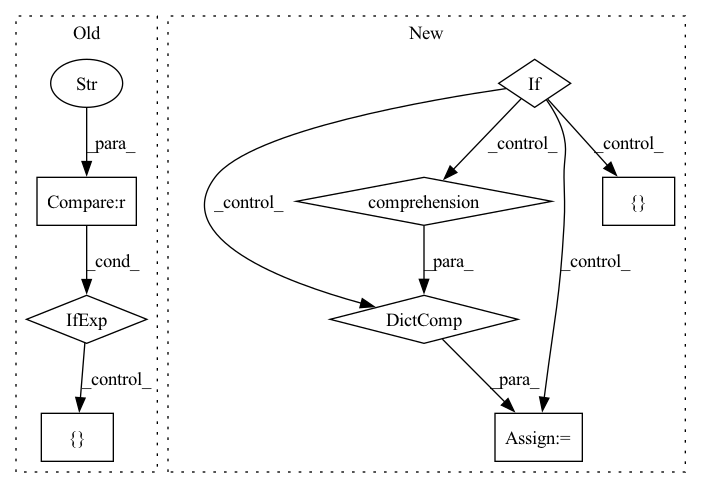 Old
New
Str
If
_para_
_control_
_control_
Compare:r
comprehension
{}
_control_
_cond_
_para_
_control_
IfExp
DictComp
_control_
_para_
{}
Assign:=